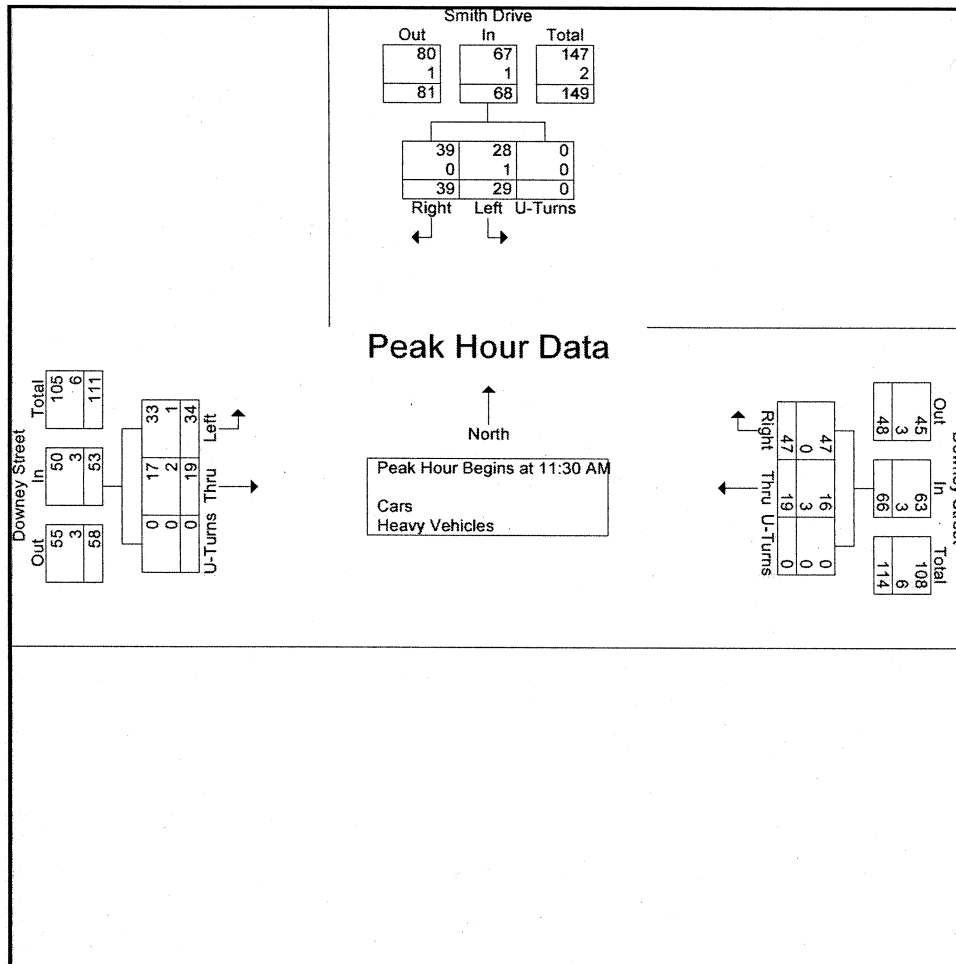 Smith Drive
Out In Total
80 67 147
1 1 2
81 68 149
39 28 0
0 1 0
39 29 0
Right Left U-Turns
Peak Hour Data
North
Peak Hour Begins at 11:30 AM
Cars
Heavy Vehicles
Downey Street
Total In Out
105 50 55
6 3 3
111 53 58
33 17 0
1 2 0
34 19 0
Left Thru U-Turns
Out In Total
45 63 108
3 3 6
48 66 114
47 16 0
0 3 0
47 19 0
Right Thru U-Turns